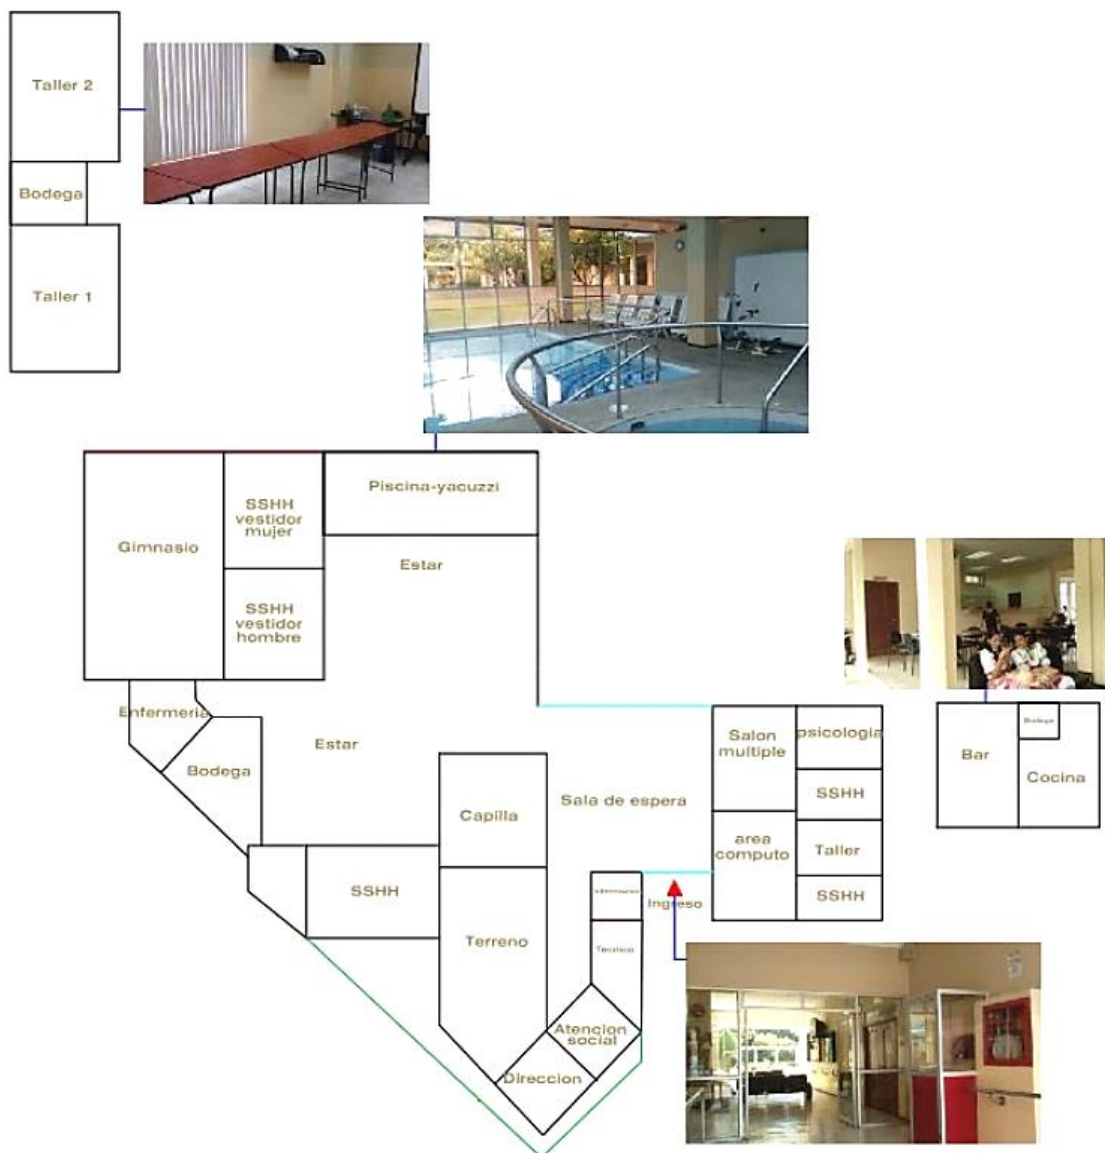 Taller 2
Bodega
Taller 1
Piscina-yacuzzi
SSHH
vestidor
mujer
Gimnasio
Estar
SSHH
vestidor
hombre
Enfermeria
Estar
Bodega
Salon
multiple
psicologia
Bodega
Bar
Cocina
SSHH
Sala de espera
Capilla
area
computo
Taller
SSHH
SSHH
Ingreso
Terreno
Tecnico
Atencion
social
Direccion